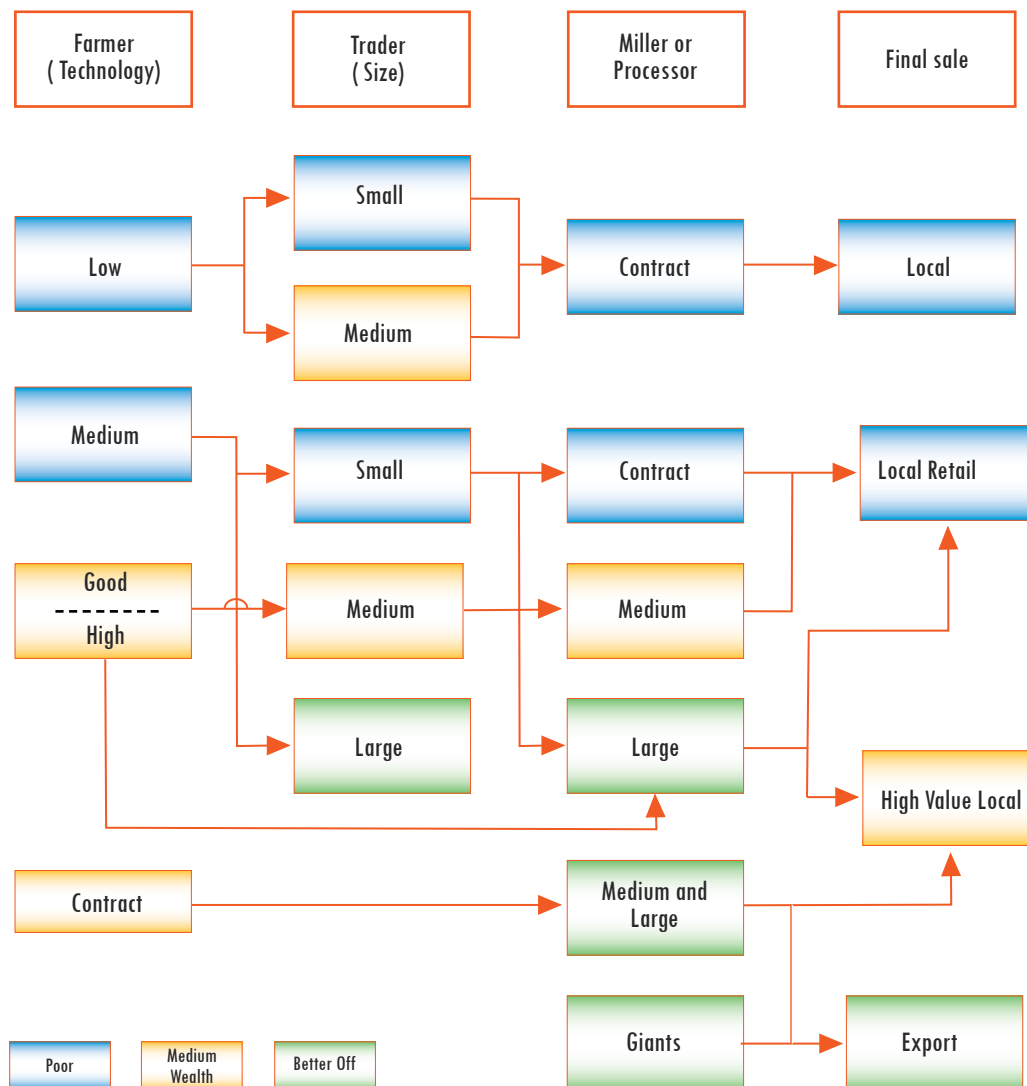 Farmer
( Technology)
Trader
( Size)
Miller or
Processor
Final sale
Small
Low
Contract
Local
Medium
Medium
Small
Contract
Local Retail
Good
High
Medium
Medium
Large
Large
High Value Local
Contract
Medium and
Large
Giants
Export
Poor
Medium
Wealth
Better Off